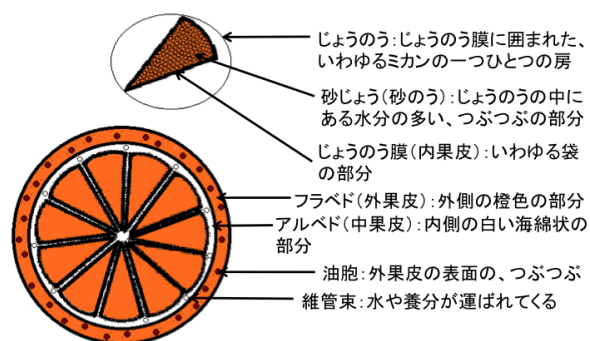 じょうのう：じょうのう膜に囲まれた、
いわゆるミカンの一つひとつの房
砂じょう（砂のう）：じょうのうの中に
ある水分の多い、つぶつぶの部分
じょうのう膜（内果皮）：いわゆる袋
の部分
フラベド（外果皮）：外側の橙色の部分
アルベド（中果皮）：内側の白い海綿状の
部分
油胞：外果皮の表面の、つぶつぶ
維管束：水や養分が運ばれてくる